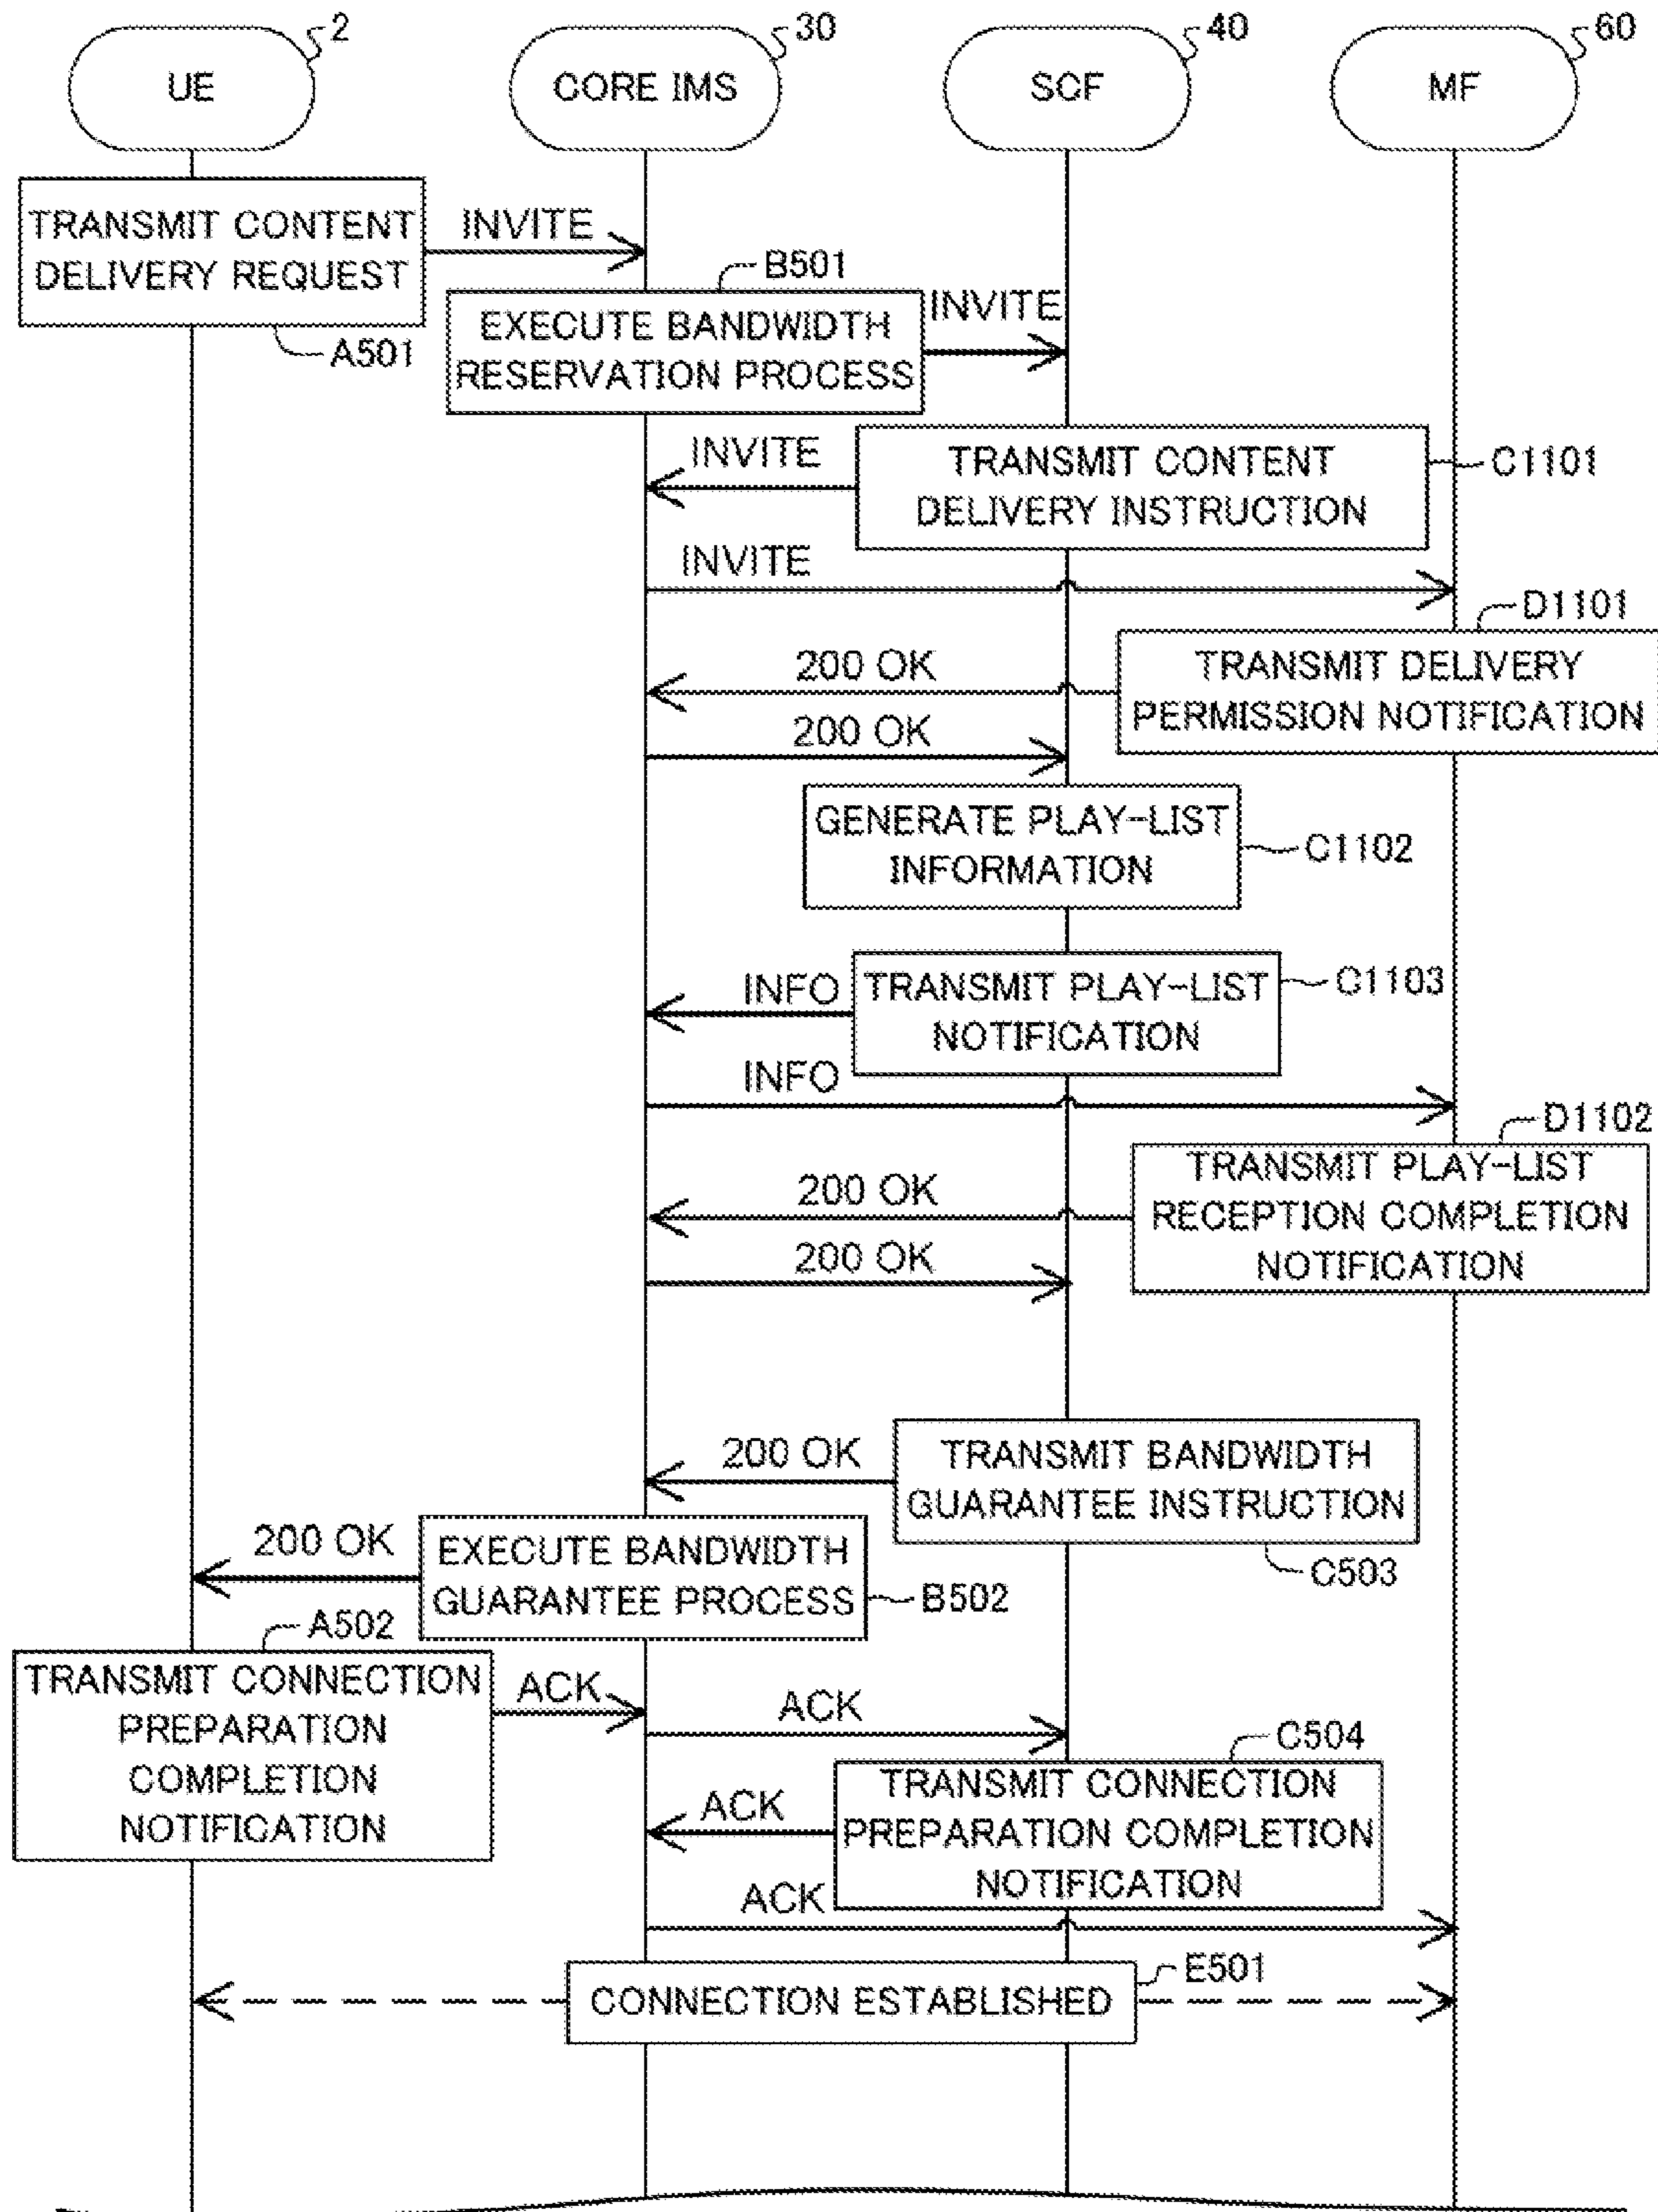 2
30
40
60
UE
CORE IMS
SCF
MF
TRANSMIT CONTENT
DELIVERY REQUEST
A501
INVITE
B501
EXECUTE BANDWIDTH
RESERVATION PROCESS
INVITE
INVITE
TRANSMIT CONTENT
DELIVERY INSTRUCTION
C1101
INVITE
D1101
200 OK
TRANSMIT DELIVERY
PERMISSION NOTIFICATION
200 OK
GENERATE PLAY-LIST
INFORMATION
C1102
INFO
TRANSMIT PLAY-LIST
NOTIFICATION
C1103
INFO
D1102
200 OK
TRANSMIT PLAY-LIST
RECEPTION COMPLETION
NOTIFICATION
200 OK
200 OK
TRANSMIT BANDWIDTH
GUARANTEE INSTRUCTION
C503
200 OK
EXECUTE BANDWIDTH
GUARANTEE PROCESS
B502
A502
TRANSMIT CONNECTION
PREPARATION
COMPLETION
NOTIFICATION
ACK
ACK
C504
ACK
TRANSMIT CONNECTION
PREPARATION COMPLETION
NOTIFICATION
ACK
E501
CONNECTION ESTABLISHED